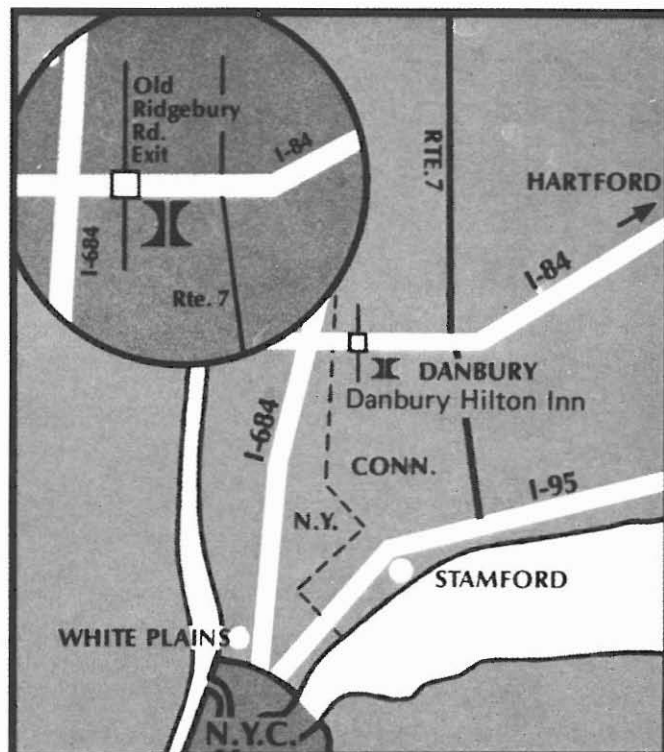 Old
Ridgebury
Rd.
Exit
I-84
I-684
Rte. 7
RTE.7
HARTFORD
I-84
DANBURY
Danbury Hilton Inn
I-684
CONN.
I-95
N.Y.
STAMFORD
WHITE PLAINS
N.Y.C.